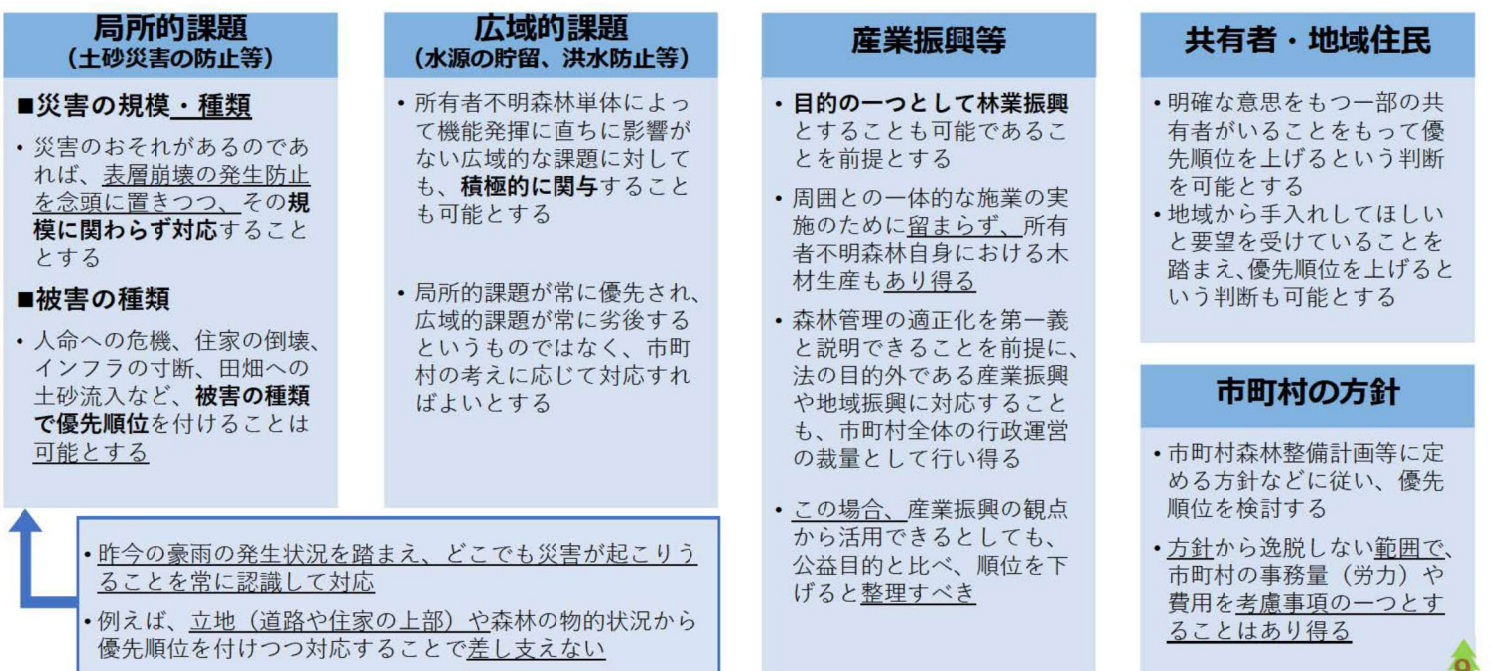 局所的課題
（土砂災害の防止等）
■災害の規模・種類
• 災害のおそれがあるのであ
れば、表層崩壊の発生防止
を念頭に置きつつ、その規
模に関わらず対応すること
とする
■被害の種類
• 人命への危機、住家の倒壊、
インフラの寸断、田畑への
土砂流入など、被害の種類
で優先順位を付けることは
可能とする
• 昨今の豪雨の発生状況を踏まえ、どこでも災害が起こりう
ることを常に認識して対応
• 例えば、立地（道路や住家の上部）や森林の物的状況から
優先順位を付けつつ対応することで差し支えない
広域的課題
（水源の貯留、洪水防止等）
• 所有者不明森林単体によっ
て機能発揮に直ちに影響が
ない広域的な課題に対して
も、積極的に関与すること
も可能とする
• 局所的課題が常に優先され、
広域的課題が常に劣後する
というものではなく、市町
村の考えに応じて対応すれ
ばよいとする
産業振興等
• 目的の一つとして林業振興
とすることも可能であるこ
とを前提とする
• 周囲との一体的な施業の実
施のために留まらず、所有
者不明森林自身における木
材生産もあり得る
• 森林管理の適正化を第一義
と説明できることを前提に、
法の目的外である産業振興
や地域振興に対応すること
も、市町村全体の行政運営
の裁量として行い得る
• この場合、産業振興の観点
から活用できるとしても、
公益目的と比べ、順位を下
げると整理すべき
共有者・地域住民
• 明確な意思をもつ一部の共
有者がいることをもって優
先順位を上げるという判断
を可能とする
• 地域から手入れしてほしい
と要望を受けていることを
踏まえ、優先順位を上げると
いう判断も可能とする
市町村の方針
• 市町村森林整備計画等に定
める方針などに従い、優先
順位を検討する
• 方針から逸脱しない範囲で、
市町村の事務量（労力）や
費用を考慮事項の一つとす
ることはあり得る
9